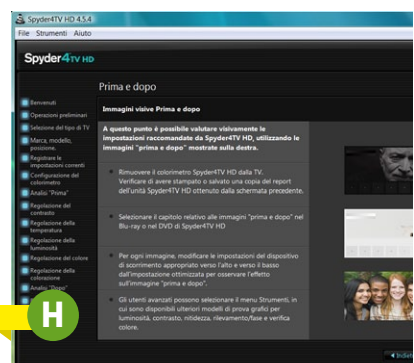 Spyder4TV HD 4.5.4
File Strumenti Aiuto
Spyder4TV HD
Prima e dopo
Benvenuti
Operazioni preliminari
Selezione del tipo di TV
Marca, modello,
posizione.
Registrare le
impostazioni correnti
Configurazione del
colorimetro
Analisi "Prima"
Regolazione del
contrasto
Regolazione della
temperatura
Regolazione della
luminosità
Regolazione del colore
Regolazione della
colorazione
Analisi "Dopo"
H
Immagini visive Prima e dopo
A questo punto è possibile valutare visivamente le
impostazioni raccomandate da Spyder4TV HD, utilizzando le
immagini "prima e dopo" mostrate sulla destra.
Rimuovere il colorimetro Spyder4TV HD dalla TV.
Verificare di avere stampato o salvato una copia del report
dell'unità Spyder4TV HD ottenuto dalla schermata precedente.
Selezionare il capitolo relativo alle immagini "prima e dopo" nel
Blu-ray o nel DVD di Spyder4TV HD
Per ogni immagine, modificare le impostazioni del dispositivo
di scorrimento appropriato verso l'alto e verso il basso
dall'impostazione ottimizzata per osservare l'effetto
sull'immagine "prima e dopo".
Gli utenti avanzati possono selezionare il menu Strumenti, in
cui sono disponibili ulteriori modelli di prova grafici per
luminosità, contrasto, nitidezza, rilevamento/fase e verifica
colore.